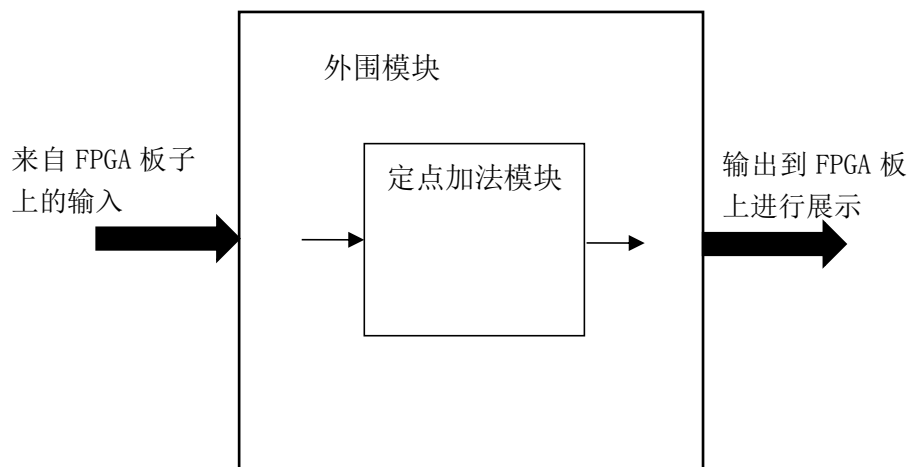 外围模块
来自 FPGA 板子
上的输入
定点加法模块
输出到 FPGA 板
上进行展示